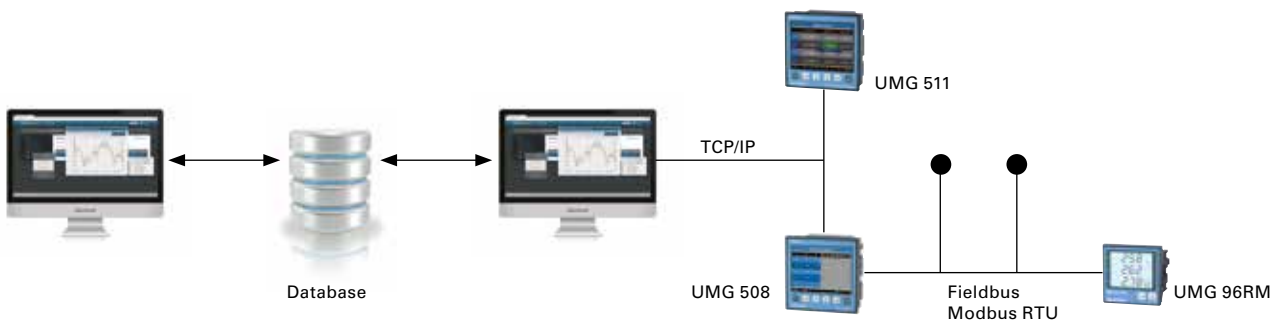 UMG 511
TCP/IP
Database
UMG 508
Fieldbus
Modbus RTU
UMG 96RM